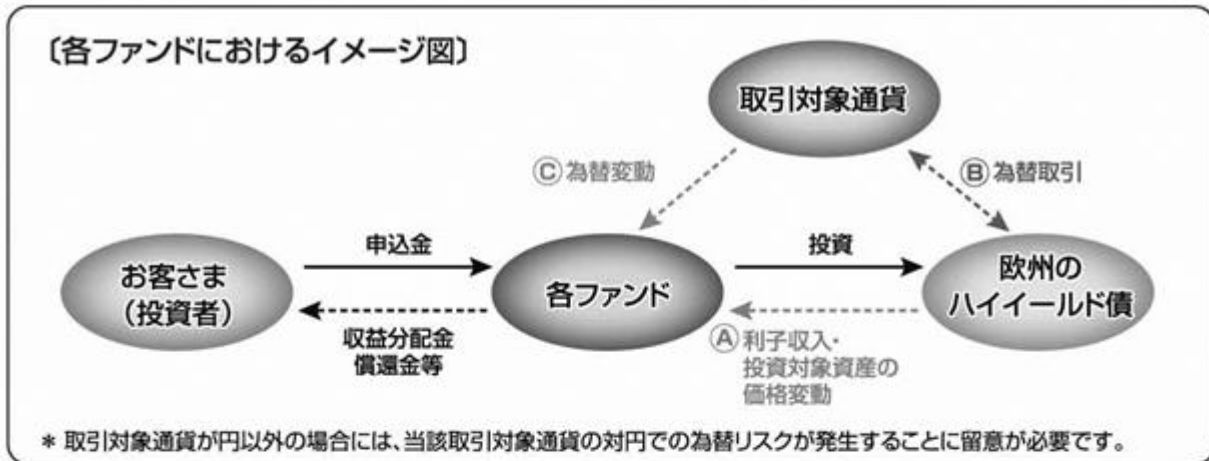 〔各ファンドにおけるイメージ図〕
取引対象通貨
Ⓒ為替変動
Ⓑ為替取引
お客さま
(投資者)
申込金
収益分配金
償還金等
各ファンド
投資
Ⓐ利子収入・
投資対象資産の
価格変動
欧州の
ハイイールド債
* 取引対象通貨が円以外の場合には、当該取引対象通貨の対円での為替リスクが発生することに留意が必要です。